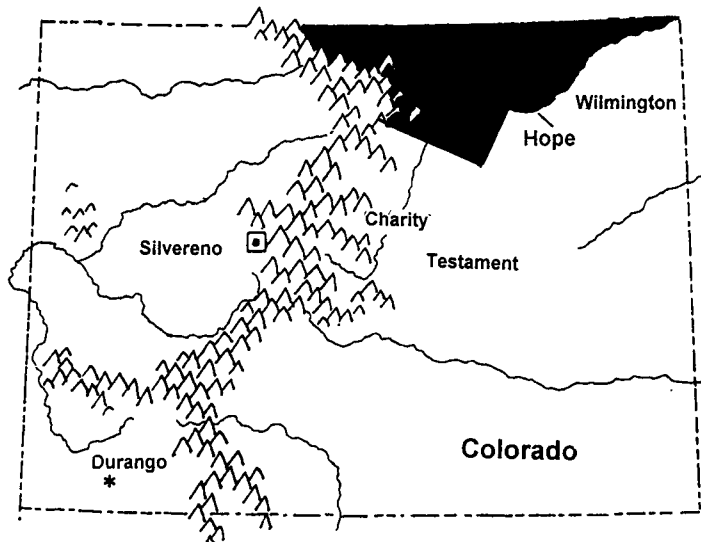 Wilmington
Hope
Charity
Silvereno
Testament
Colorado
Durango
*